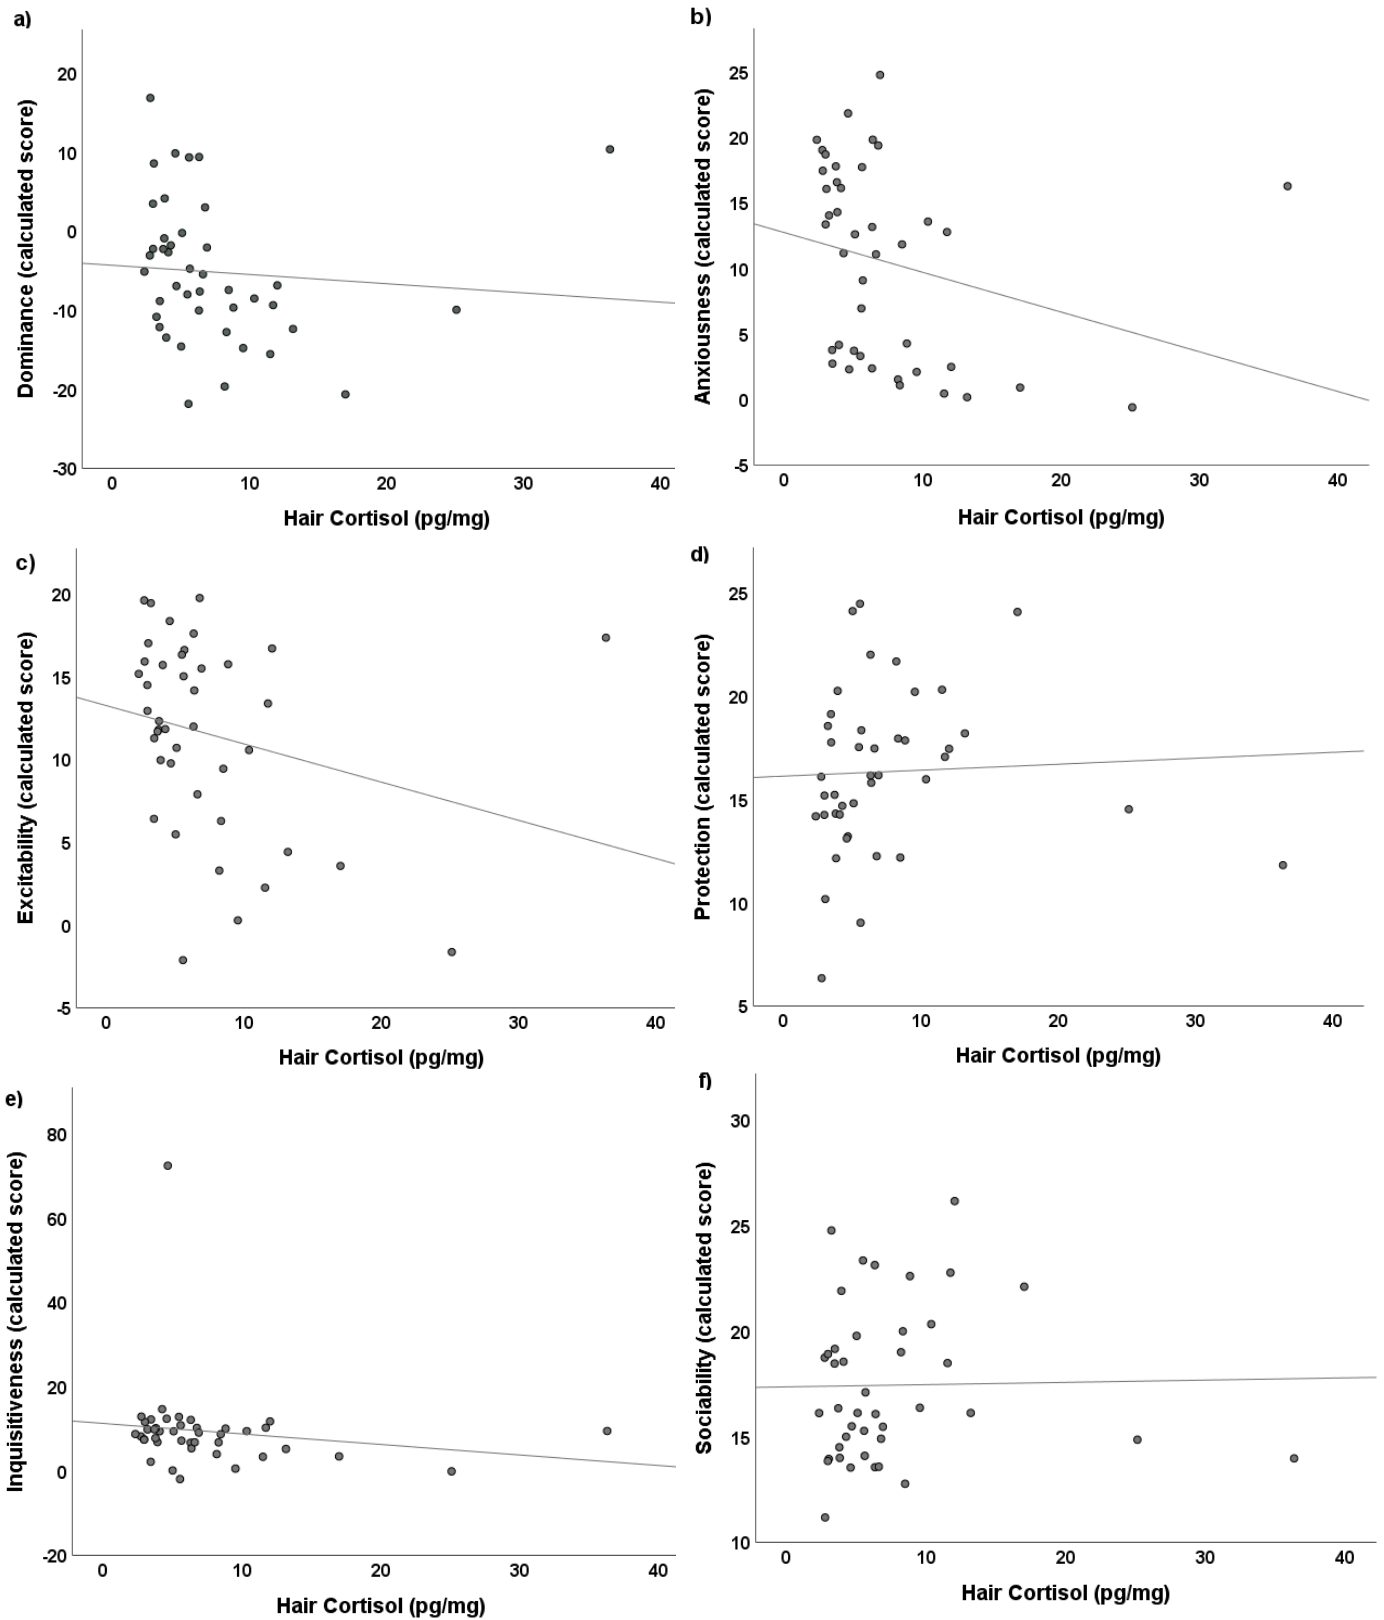 a)
Dominance (calculated score)
20
10
0
-10
-20
-30
0 10 20 30 40
Hair Cortisol (pg/mg)
b)
Anxiousness (calculated score)
25
20
15
10
5
0
-5
0 10 20 30 40
Hair Cortisol (pg/mg)
c)
Excitability (calculated score)
20
15
10
5
0
-5
0 10 20 30 40
Hair Cortisol (pg/mg)
d)
Protection (calculated score)
25
20
15
10
5
0 10 20 30 40
Hair Cortisol (pg/mg)
e)
Inquisitiveness (calculated score)
80
60
40
20
0
-20
0 10 20 30 40
Hair Cortisol (pg/mg)
f)
Sociability (calculated score)
30
25
20
15
10
0 10 20 30 40
Hair Cortisol (pg/mg)